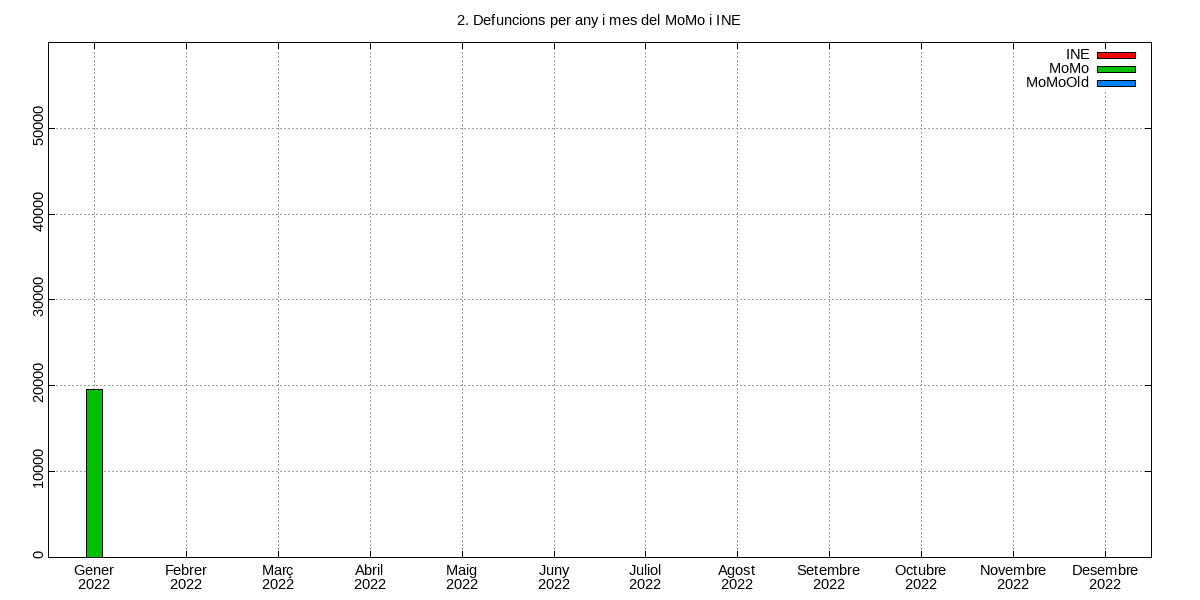 2. Defuncions per any i mes del MoMo i INE
INE
MoMo
MoMoOld
50000
40000
30000
20000
10000
0
Gener Febrer Març Abril Maig Juny Juliol Agost Setembre Octubre Novembre Desembre
2022 2022 2022 2022 2022 2022 2022 2022 2022 2022 2022 2022